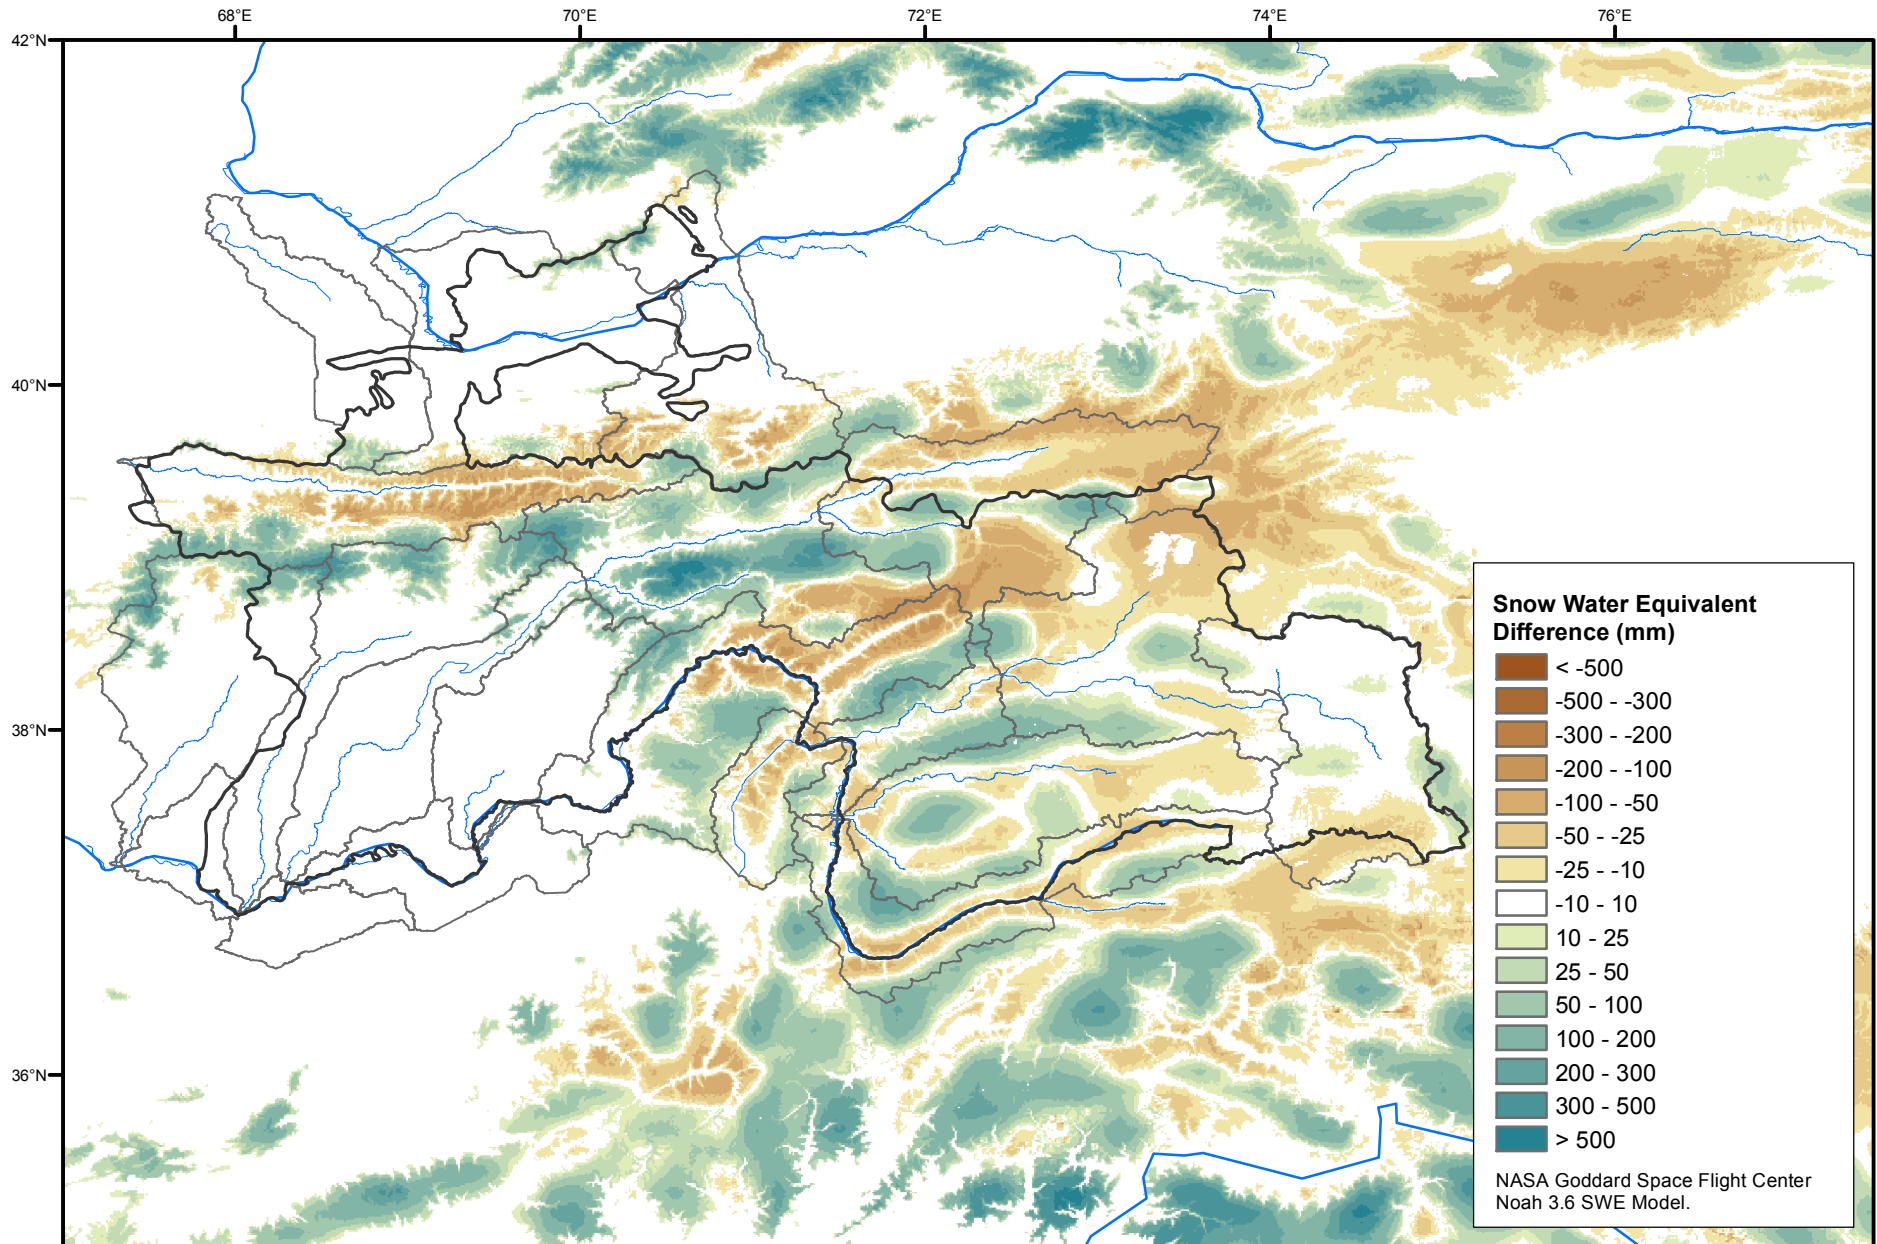 68°E
70°E
72°E
74°E
76°E
42°N
40°N
38°N
36°N
Snow Water Equivalent
Difference (mm)
< -500
-500 - -300
-300 - -200
-200 - -100
-100 - -50
-50 - -25
-25 - -10
-10 - 10
10 - 25
25 - 50
50 - 100
100 - 200
200 - 300
300 - 500
> 500
NASA Goddard Space Flight Center
Noah 3.6 SWE Model.